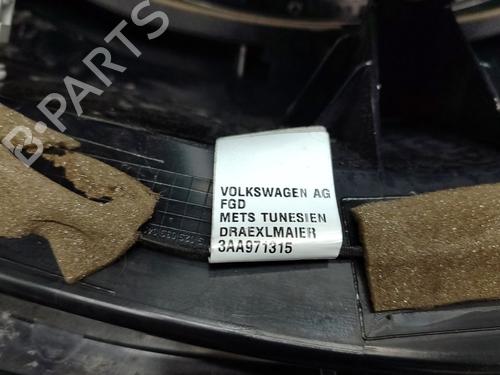 B-PARTS
VOLKSWAGEN AG
FGD
METS TUNESIEN
DRAEXLMAIER
3AA971315